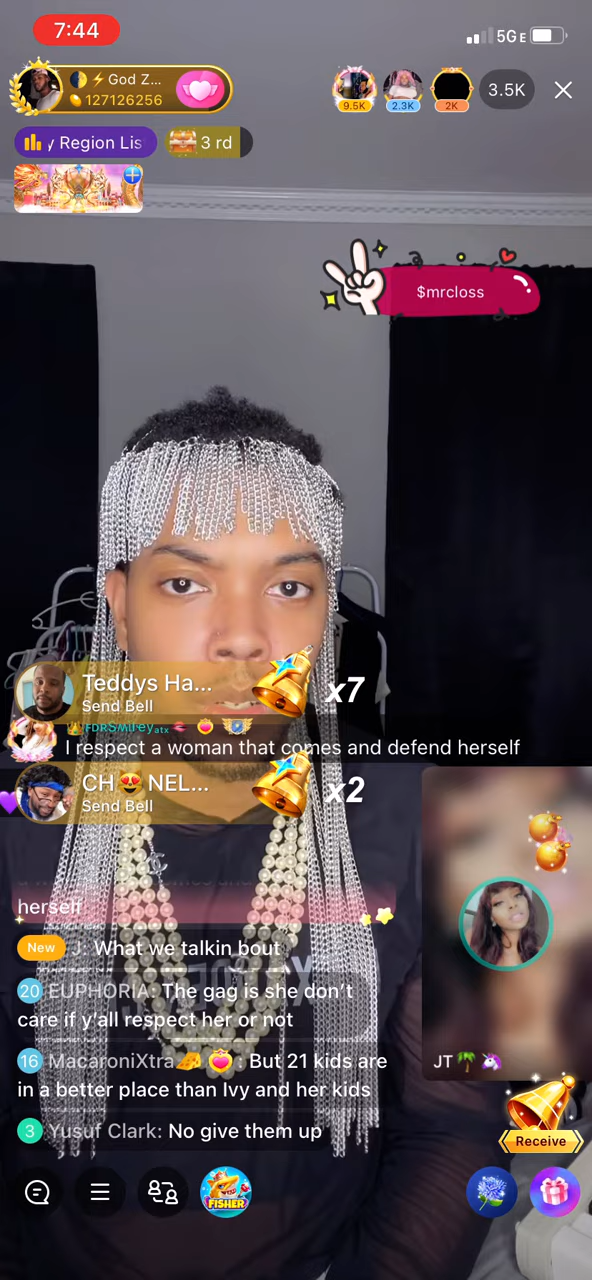 7:44
5G E
God Z...
127126256
9.5K
2.3K
2K
3.5K
y Region Lis
3 rd
$mrcloss
Teddys Ha...
Send Bell
x7
FDRSMileyatx
I respect a woman that comes and defend herself
CH😍NEL...
Send Bell
x2
herself
New J: What we talkin bout
20 EUPHORIA: The gag is she don't
care if y'all respect her or not
16 MacaroniXtra🧀 : But 21 kids are
in a better place than Ivy and her kids
JT🌴🦄
3 Yusuf Clark: No give them up
Receive
FISHER